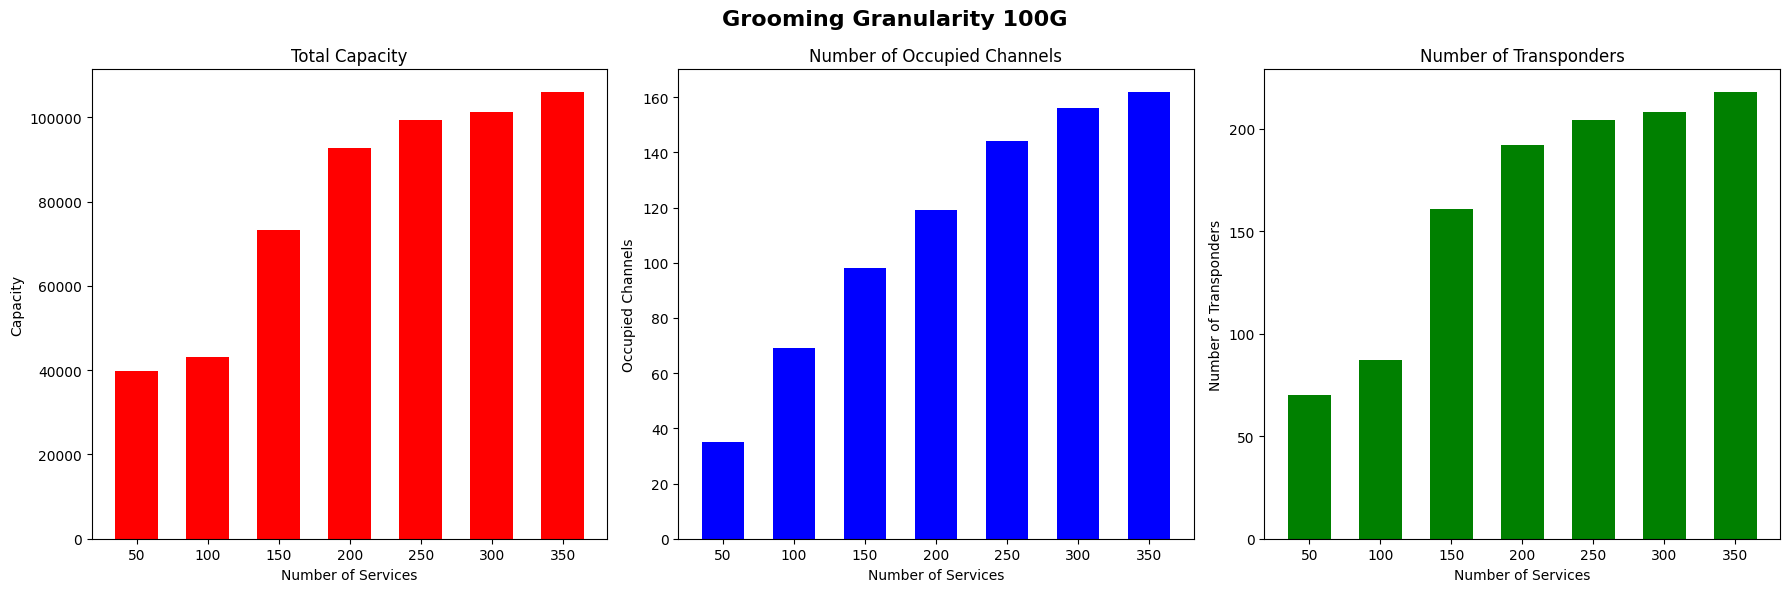 Grooming Granularity 100G
Total Capacity
Capacity
100000
80000
60000
40000
20000
0
50 100 150 200 250 300 350
Number of Services
Number of Occupied Channels
Occupied Channels
160
140
120
100
80
60
40
20
0
50 100 150 200 250 300 350
Number of Services
Number of Transponders
Number of Transponders
200
150
100
50
0
50 100 150 200 250 300 350
Number of Services